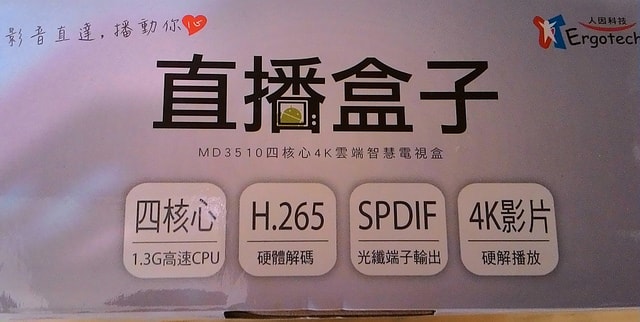 影音直達,播動你心
人因科技
Ergotech
直播盒子
MD3510四核心4K雲端智慧電視盒
四核心
1.3G高速CPU
H.265
硬體解碼
SPDIF
光纖端子輸出
4K影片
硬解播放